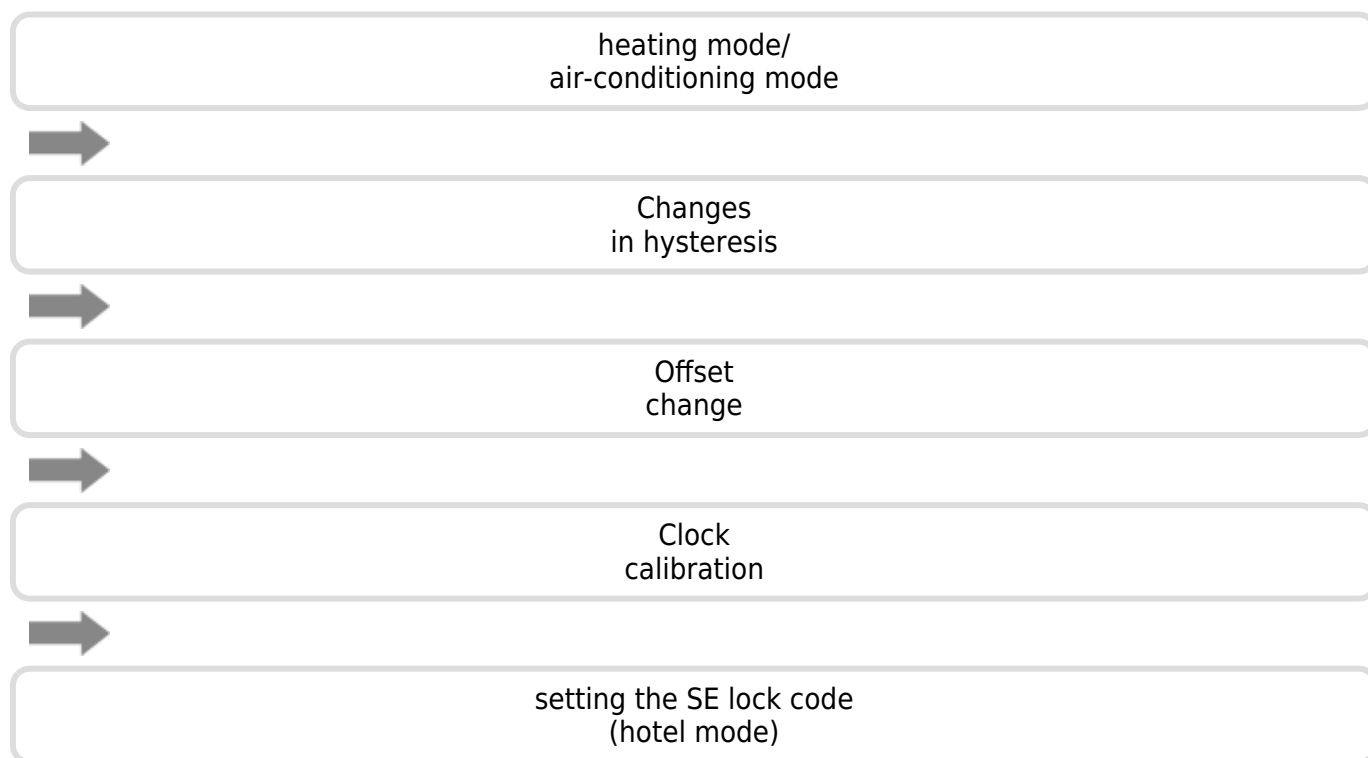 heating mode/
air-conditioning mode
Changes
in hysteresis
Offset
change
Clock
calibration
setting the SE lock code
(hotel mode)